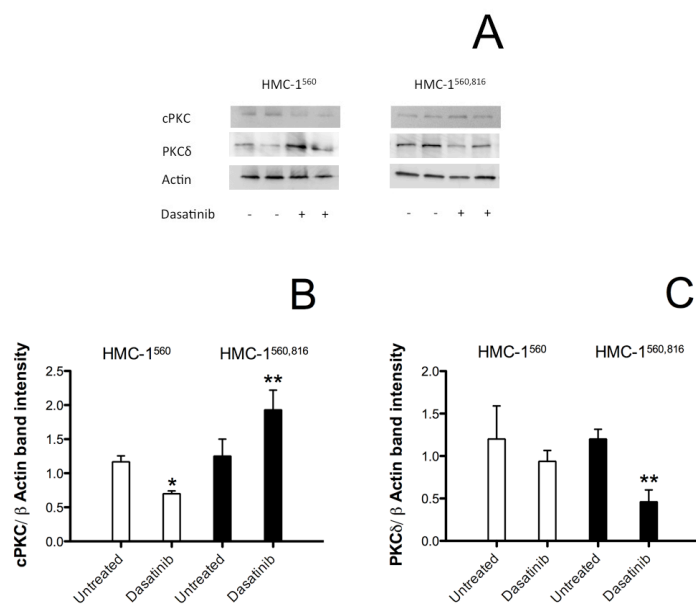 A
HMC-1⁵⁶⁰ HMC-1⁵⁶⁰,⁸¹⁶
cPKC
PKCδ
Actin
Dasatinib - - + + - - + +
B
HMC-1⁵⁶⁰ HMC-1⁵⁶⁰,⁸¹⁶
cPKC/ β Actin band intensity
2.5
2.0
1.5
1.0
0.5
0.0
*
**
Untreated Dasatinib Untreated Dasatinib
C
HMC-1⁵⁶⁰ HMC-1⁵⁶⁰,⁸¹⁶
PKCδ/ β Actin band intensity
2.0
1.5
1.0
0.5
0.0
**
Untreated Dasatinib Untreated Dasatinib